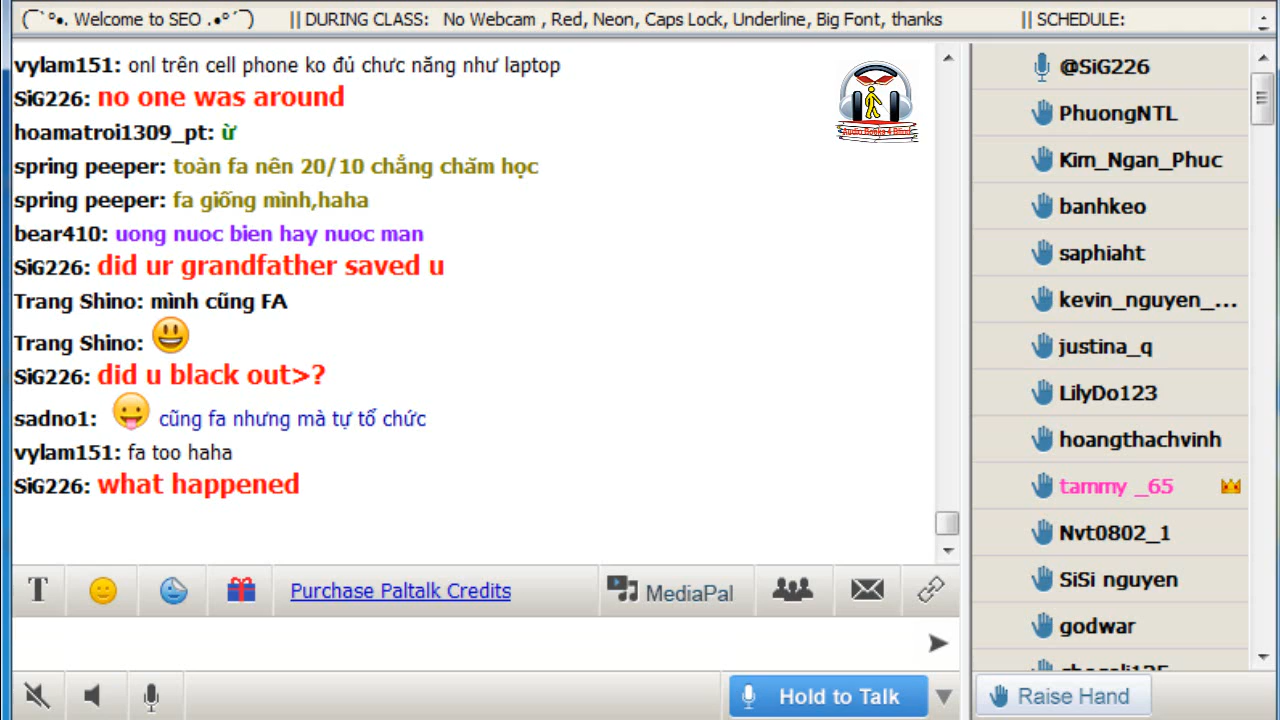 (¯`°•. Welcome to SEO .•°´¯) || DURING CLASS: No Webcam , Red, Neon, Caps Lock, Underline, Big Font, thanks || SCHEDULE:
vylam151: onl trên cell phone ko đủ chưc năng như laptop
SiG226: no one was around
hoamatroi1309_pt: ừ
spring peeper: toàn fa nên 20/10 chẳng chăm học
spring peeper: fa giống mình,haha
bear410: uong nuoc bien hay nuoc man
SiG226: did ur grandfather saved u
Trang Shino: mình cũng FA
Trang Shino:
SiG226: did u black out>?
sadno1: cũng fa nhưng mà tự tổ chức
vylam151: fa too haha
SiG226: what happened
Audio Books 4 Blind
@SiG226
PhuongNTL
Kim_Ngan_Phuc
banhkeo
saphiaht
kevin_nguyen_...
justina_q
LilyDo123
hoangthachvinh
tammy _65
Nvt0802_1
SiSi nguyen
godwar
T Purchase Paltalk Credits MediaPal
Hold to Talk
Raise Hand